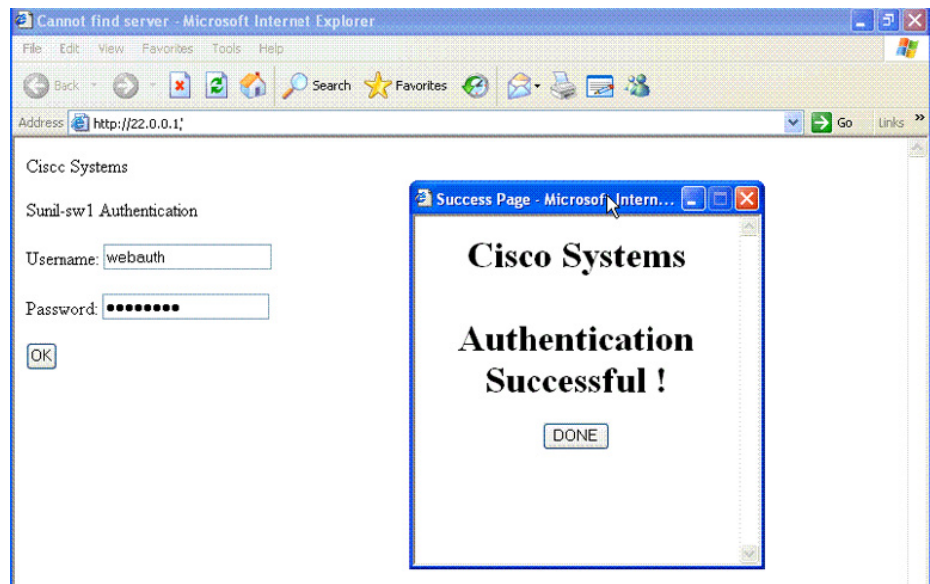 Cannot find server - Microsoft Internet Explorer
File Edit View Favorites Tools Help
Back Search Favorites
Address http://22.0.0.1;' Go Links »
Ciscc Systems
Sunil-sw1 Authentication
Username: webauth
Password: ●●●●●●●●
OK
Success Page - Microsof Intern...
Cisco Systems
Authentication
Successful !
DONE